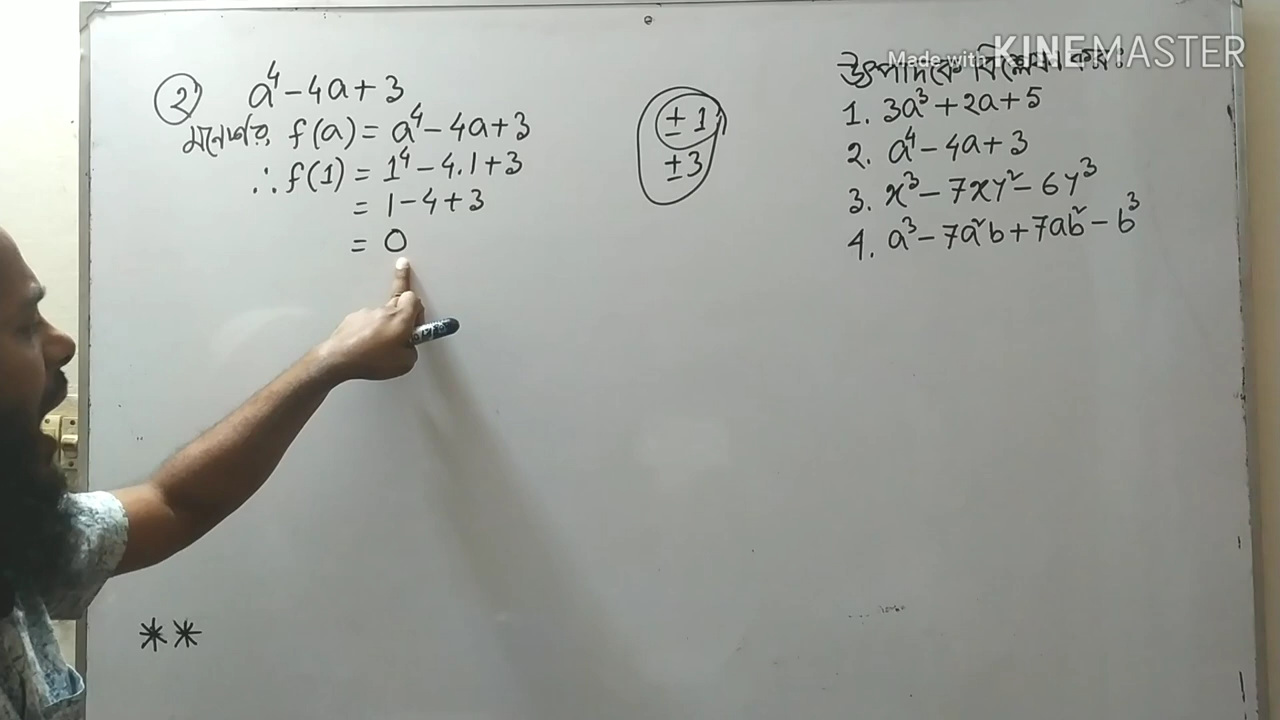 ২ a⁴ - 4a + 3
মনেকরি, f(a) = a⁴ - 4a + 3
∴ f(1) = 1⁴ - 4.1 + 3
= 1 - 4 + 3
= 0
± 1
± 3
Made with KINEMASTER
উৎপাদকে বিশ্লেষণ কর:
1. 3a³ + 2a + 5
2. a⁴ - 4a + 3
3. x³ - 7xy² - 6y³
4. a³ - 7a²b + 7ab² - b³
**